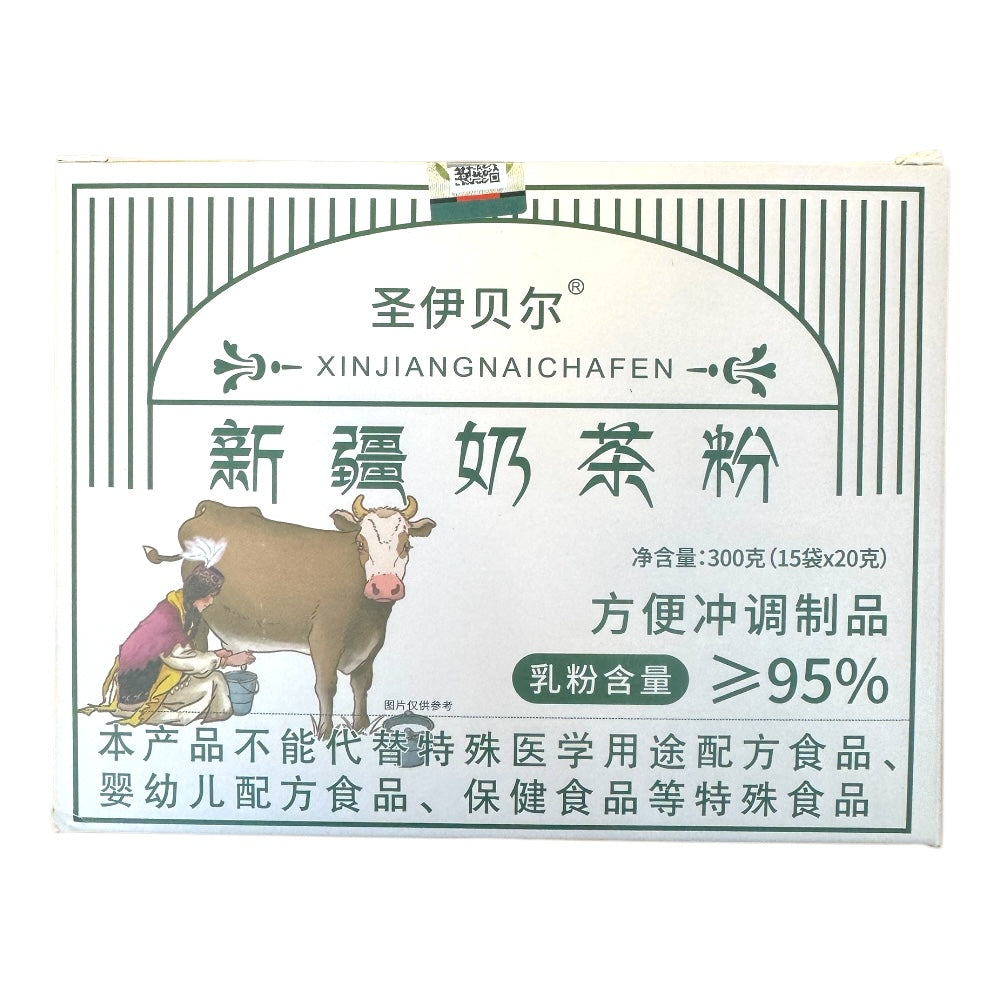 圣伊贝尔®
XINJIANGNAICHAFEN
新疆奶茶粉
净含量:300克(15袋x20克)
方便冲调制品
乳粉含量 ≥95%
图片仅供参考
本产品不能代替特殊医学用途配方食品、
婴幼儿配方食品、保健食品等特殊食品